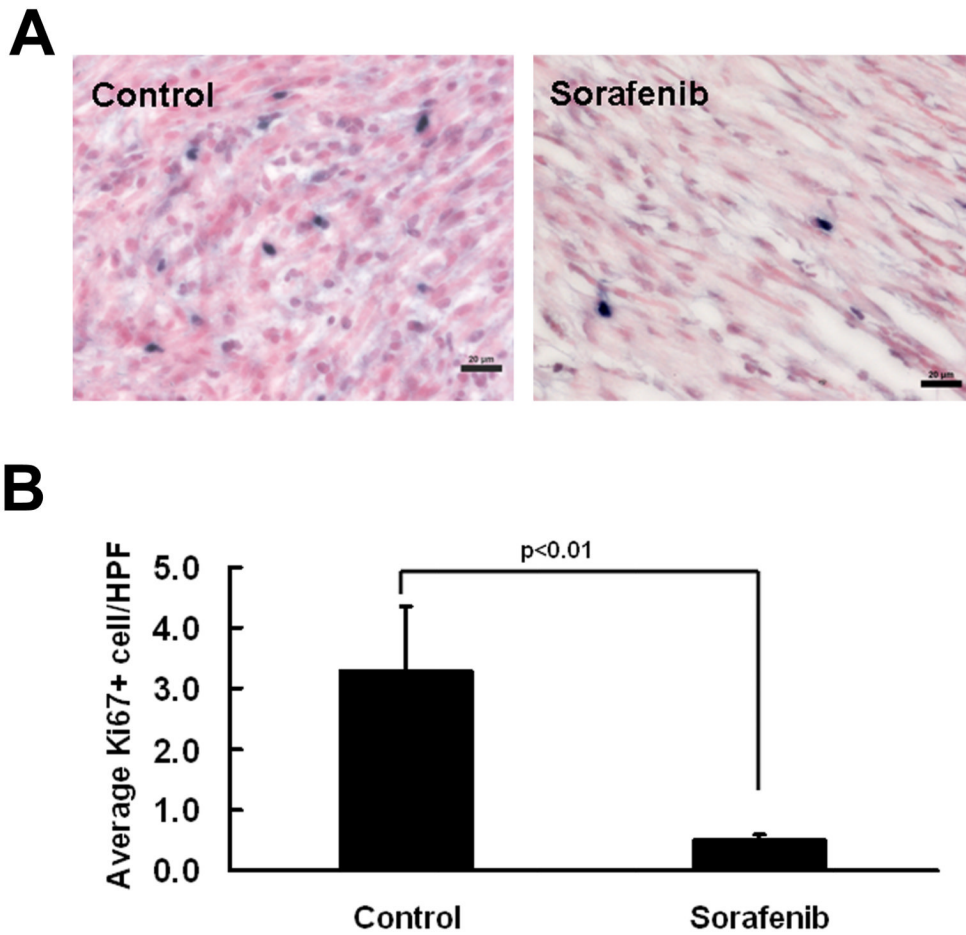 A
Control
Sorafenib
20 µm
20 µm
B
p<0.01
Average Ki67+ cell/HPF
5.0
4.0
3.0
2.0
1.0
0.0
Control
Sorafenib